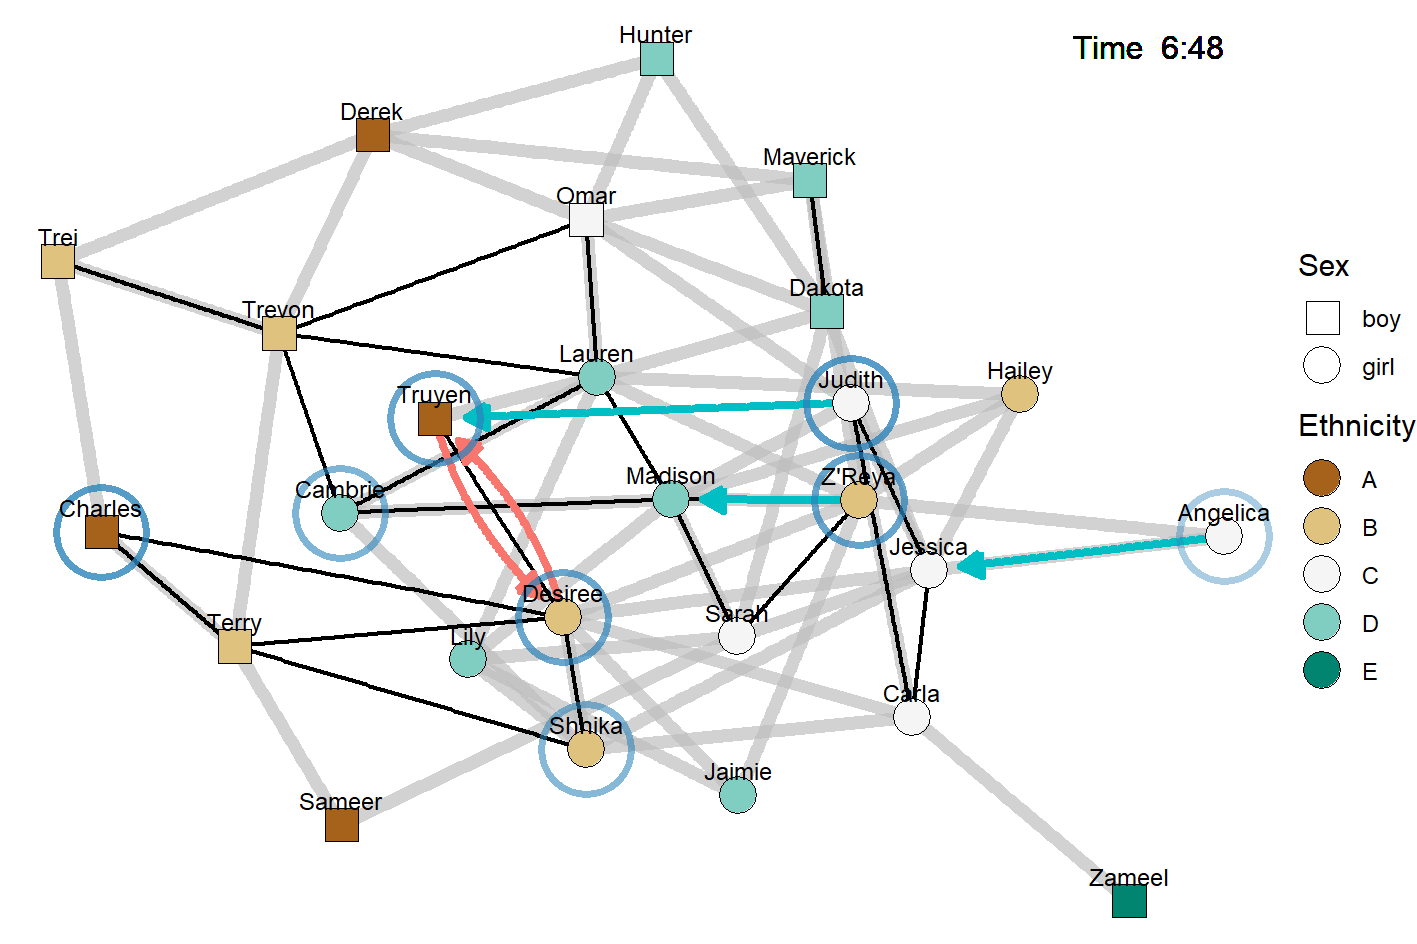 Hunter
Time 6:48
Derek
Maverick
Omar
Trei
Dakota
Trevon
Lauren
Judith
Hailey
Truyen
Madison
Z'Reya
Cambrie
Charles
Angelica
Jessica
Desiree
Sarah
Terry
Lily
Carla
Shnika
Jaimie
Sameer
Zameel
Sex
boy
girl
Ethnicity
A
B
C
D
E